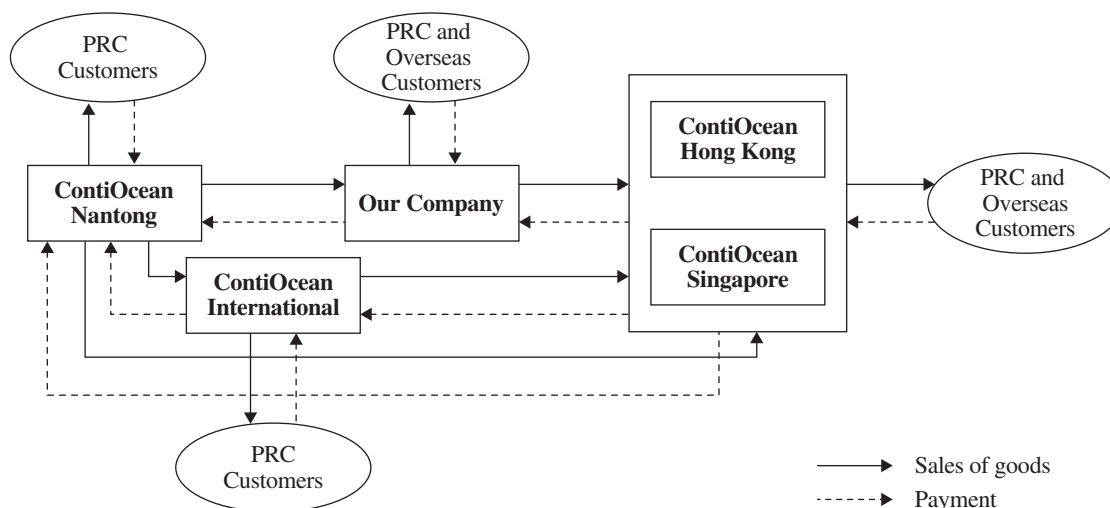 PRC
Customers
PRC and
Overseas
Customers
ContiOcean
Hong Kong
ContiOcean
Nantong
Our Company
PRC and
Overseas
Customers
ContiOcean
Singapore
ContiOcean
International
PRC
Customers
Sales of goods
Payment